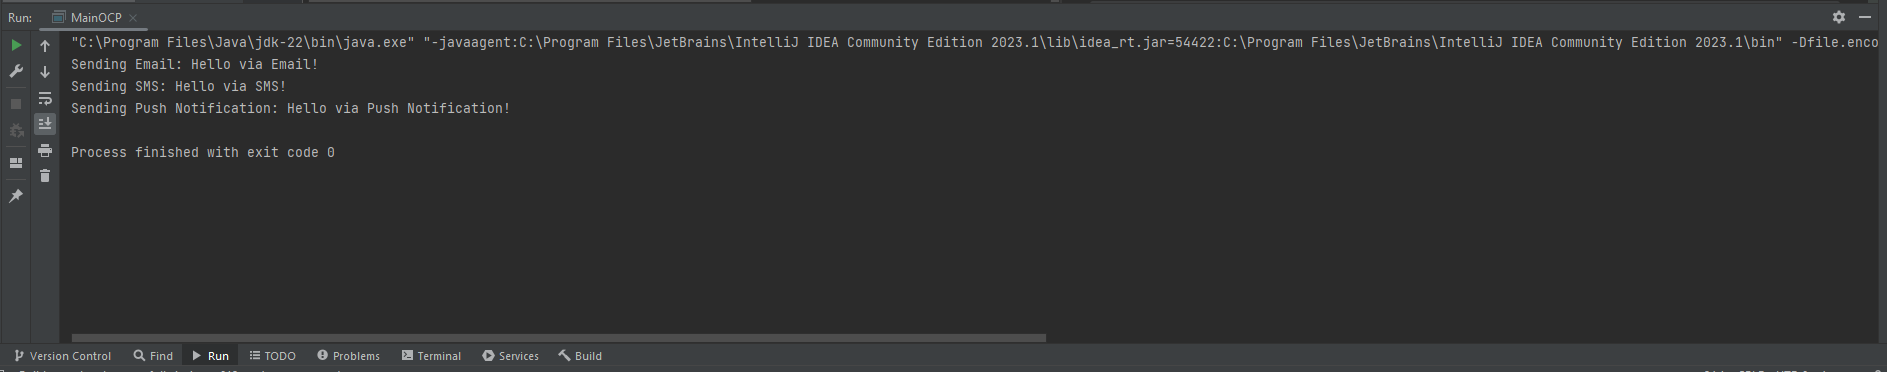 Run: MainOCP
"C:\Program Files\Java\jdk-22\bin\java.exe" "-javaagent:C:\Program Files\JetBrains\IntelliJ IDEA Community Edition 2023.1\lib\idea_rt.jar=54422:C:\Program Files\JetBrains\IntelliJ IDEA Community Edition 2023.1\bin" -Dfile.enco
Sending Email: Hello via Email!
Sending SMS: Hello via SMS!
Sending Push Notification: Hello via Push Notification!
Process finished with exit code 0
Version Control Find Run TODO Problems Terminal Services Build